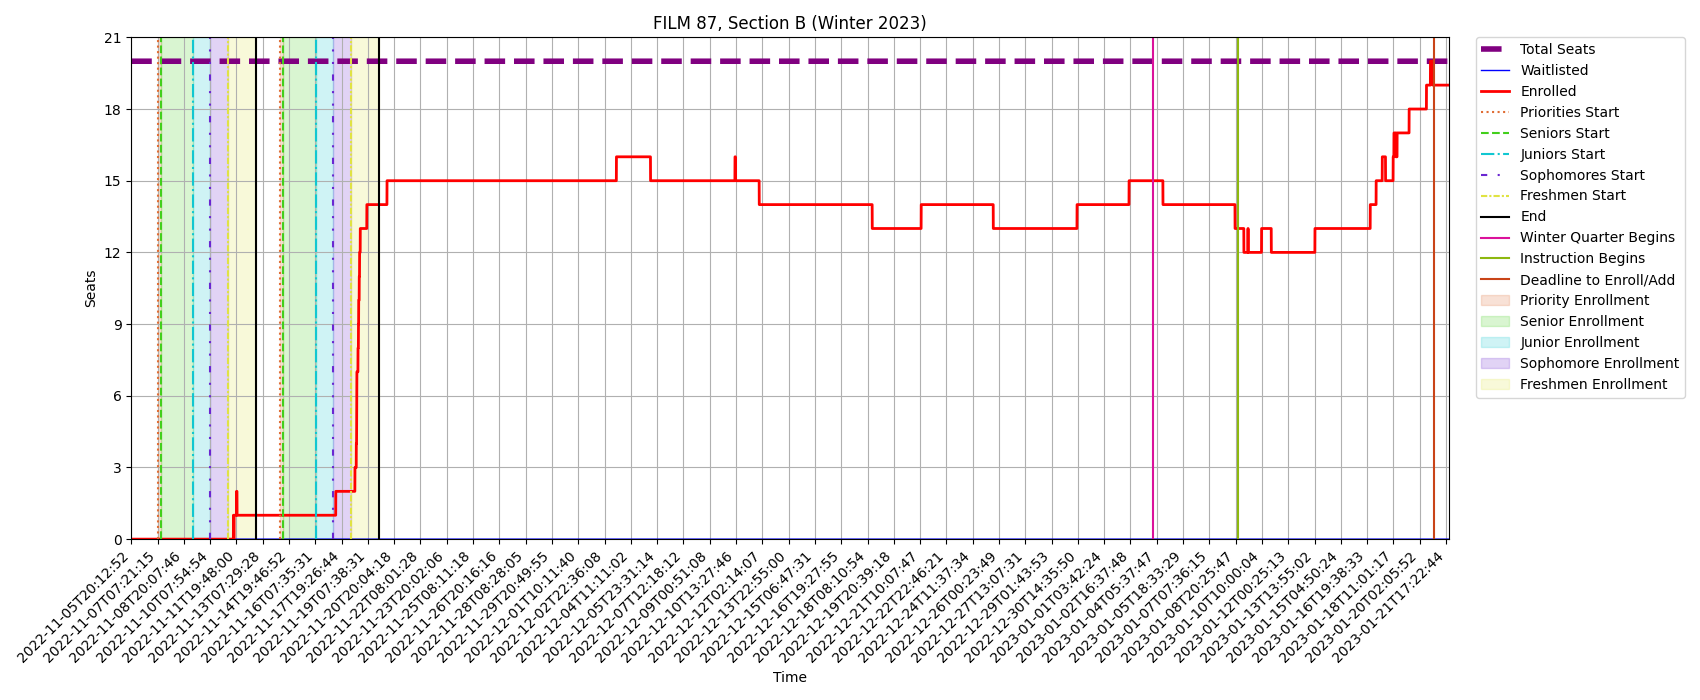 FILM 87, Section B (Winter 2023)
21
18
15
12
9
6
3
0
Seats
2022-11-05T20:12:52
2022-11-07T07:21:15
2022-11-08T20:07:46
2022-11-10T07:54:54
2022-11-11T19:48:00
2022-11-13T07:29:28
2022-11-14T19:46:52
2022-11-16T07:35:31
2022-11-17T19:26:44
2022-11-19T07:38:31
2022-11-20T20:04:18
2022-11-22T08:01:28
2022-11-23T20:02:06
2022-11-25T08:11:18
2022-11-26T20:16:16
2022-11-28T08:28:05
2022-11-29T20:49:55
2022-12-01T10:11:40
2022-12-02T22:36:08
2022-12-04T11:11:02
2022-12-05T23:31:14
2022-12-07T12:18:12
2022-12-09T00:51:08
2022-12-10T13:27:46
2022-12-12T02:14:07
2022-12-13T22:55:00
2022-12-15T06:47:31
2022-12-16T19:27:55
2022-12-18T08:10:54
2022-12-19T20:39:18
2022-12-21T10:07:47
2022-12-22T22:46:21
2022-12-24T11:37:34
2022-12-26T00:23:49
2022-12-27T13:07:31
2022-12-29T01:43:53
2022-12-30T14:35:50
2023-01-01T03:42:24
2023-01-02T16:37:48
2023-01-04T05:37:47
2023-01-05T18:33:29
2023-01-07T07:36:15
2023-01-08T20:25:47
2023-01-10T10:00:04
2023-01-12T00:25:13
2023-01-13T13:55:02
2023-01-15T04:50:24
2023-01-16T19:38:33
2023-01-18T11:01:17
2023-01-20T02:05:52
2023-01-21T17:22:44
Time
Total Seats
Waitlisted
Enrolled
Priorities Start
Seniors Start
Juniors Start
Sophomores Start
Freshmen Start
End
Winter Quarter Begins
Instruction Begins
Deadline to Enroll/Add
Priority Enrollment
Senior Enrollment
Junior Enrollment
Sophomore Enrollment
Freshmen Enrollment